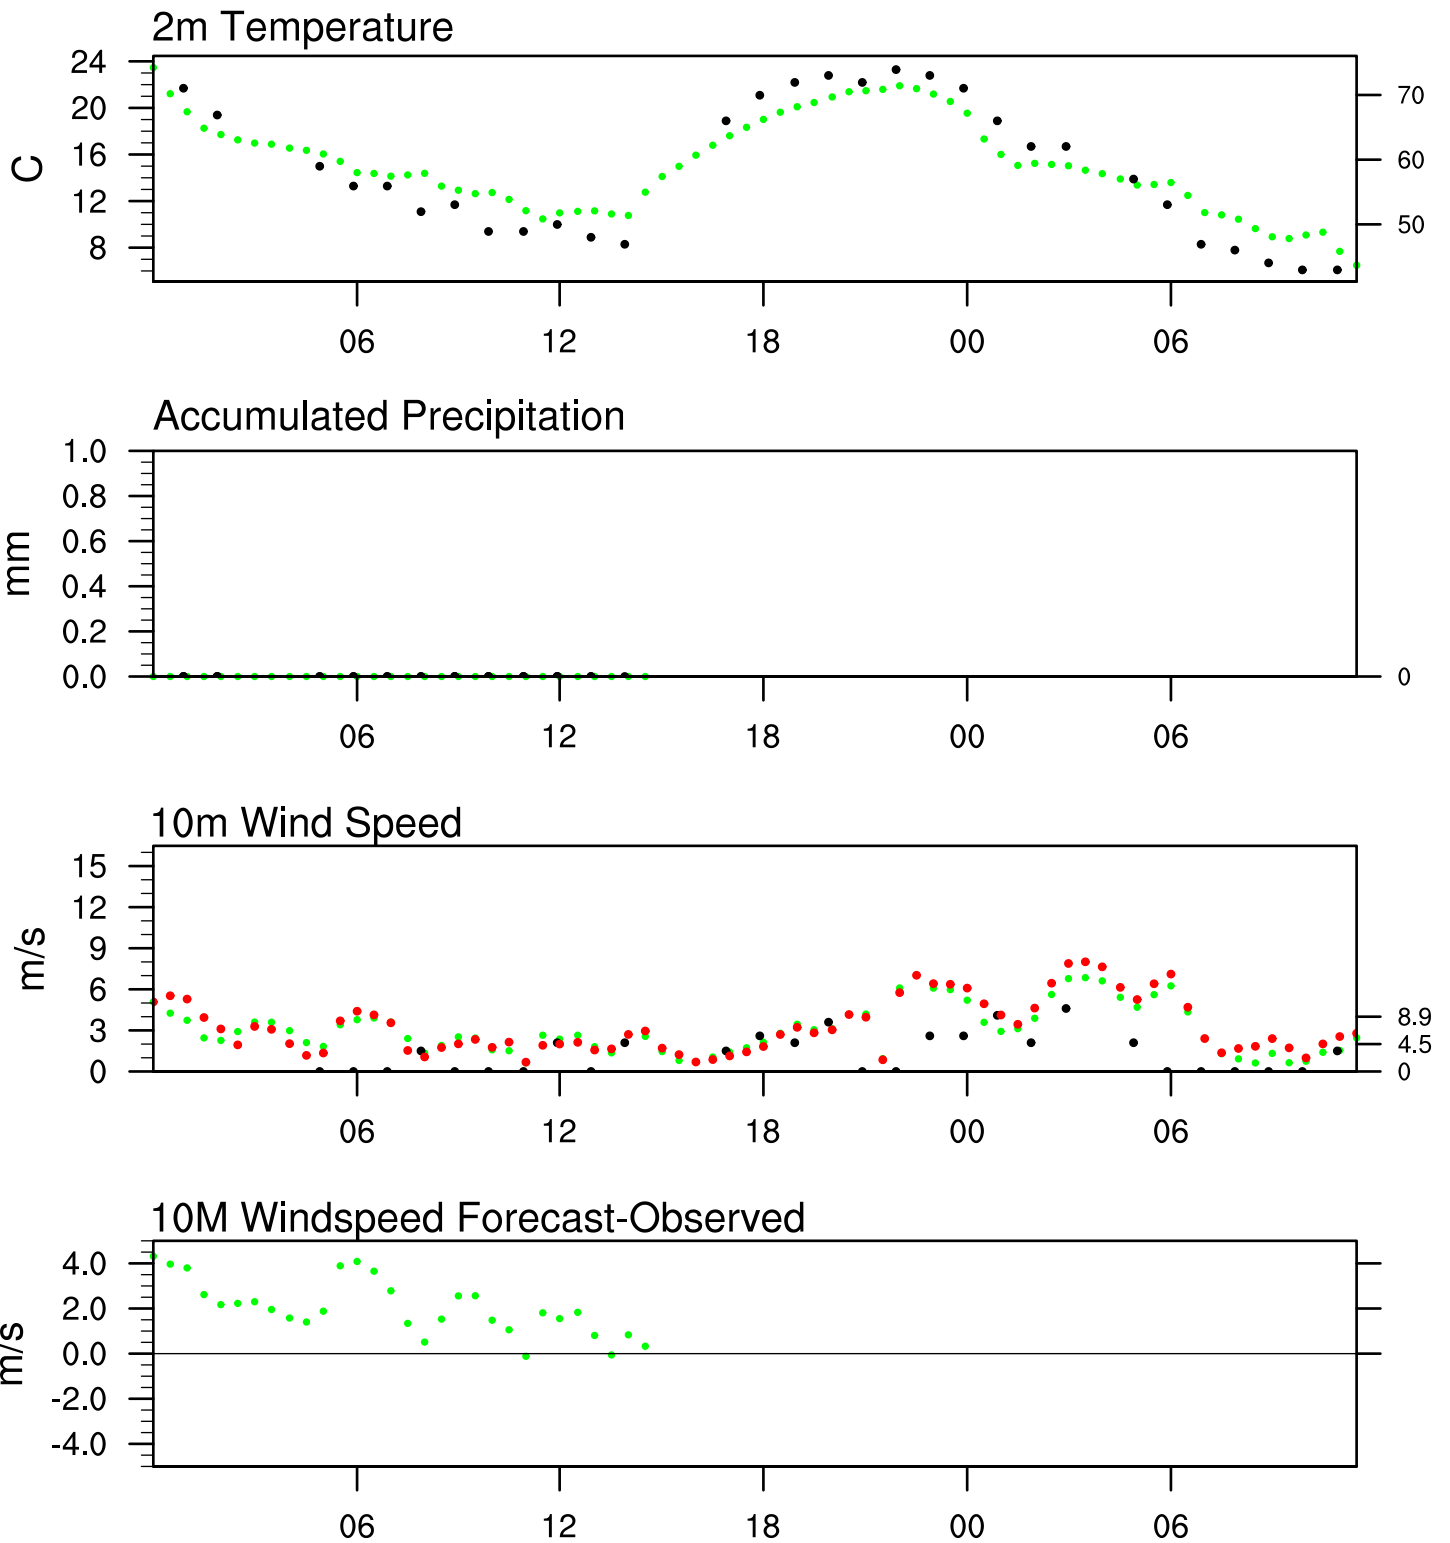 2m Temperature
24
20
16
12
8
C
70
60
50
06 12 18 00 06
Accumulated Precipitation
1.0
0.8
0.6
0.4
0.2
0.0
mm
0
06 12 18 00 06
10m Wind Speed
15
12
9
6
3
0
m/s
8.9
4.5
0
06 12 18 00 06
10M Windspeed Forecast-Observed
4.0
2.0
0.0
-2.0
-4.0
m/s
06 12 18 00 06